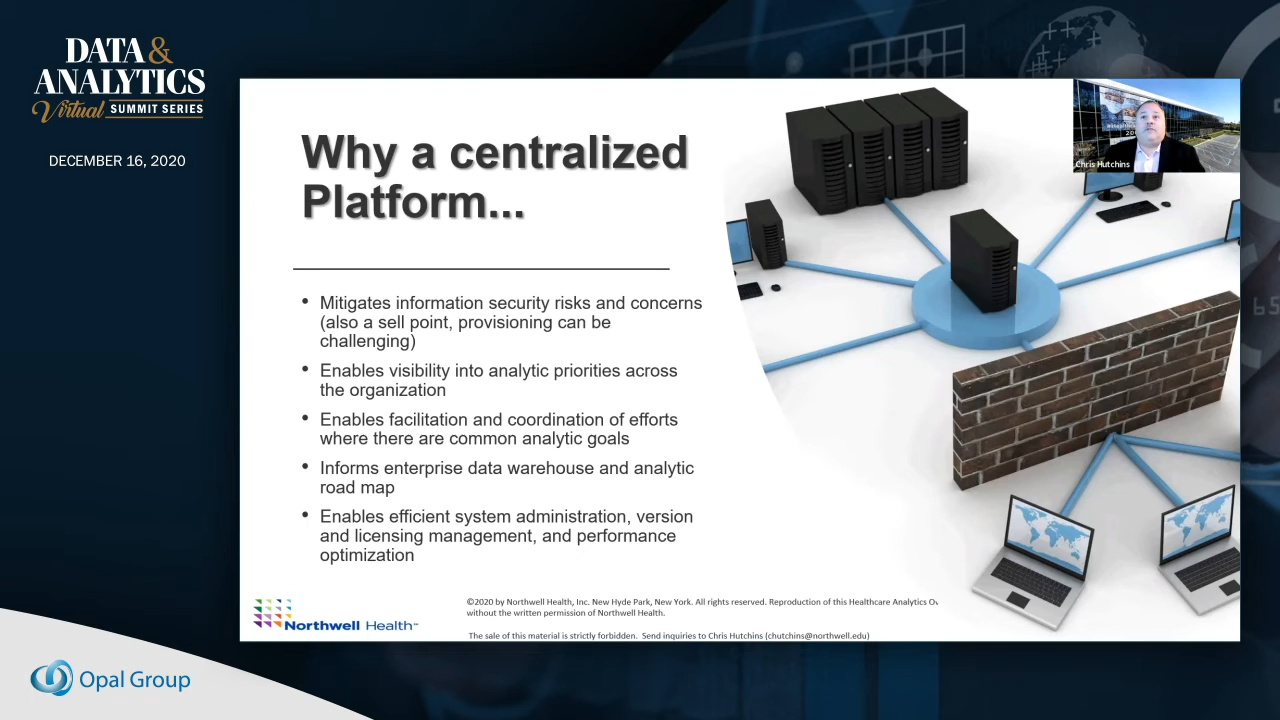 DATA &
ANALYTICS
Virtual SUMMIT SERIES
DECEMBER 16, 2020
Why a centralized
Platform...
Chris Hutchins
• Mitigates information security risks and concerns
(also a sell point, provisioning can be
challenging)
• Enables visibility into analytic priorities across
the organization
• Enables facilitation and coordination of efforts
where there are common analytic goals
• Informs enterprise data warehouse and analytic
road map
• Enables efficient system administration, version
and licensing management, and performance
optimization
Northwell Health℠
©2020 by Northwell Health, Inc. New Hyde Park, New York. All rights reserved. Reproduction of this Healthcare Analytics
without the written permission of Northwell Health.
The sale of this material is strictly forbidden. Send inquiries to Chris Hutchins (chutchins@northwell.edu)
Opal Group